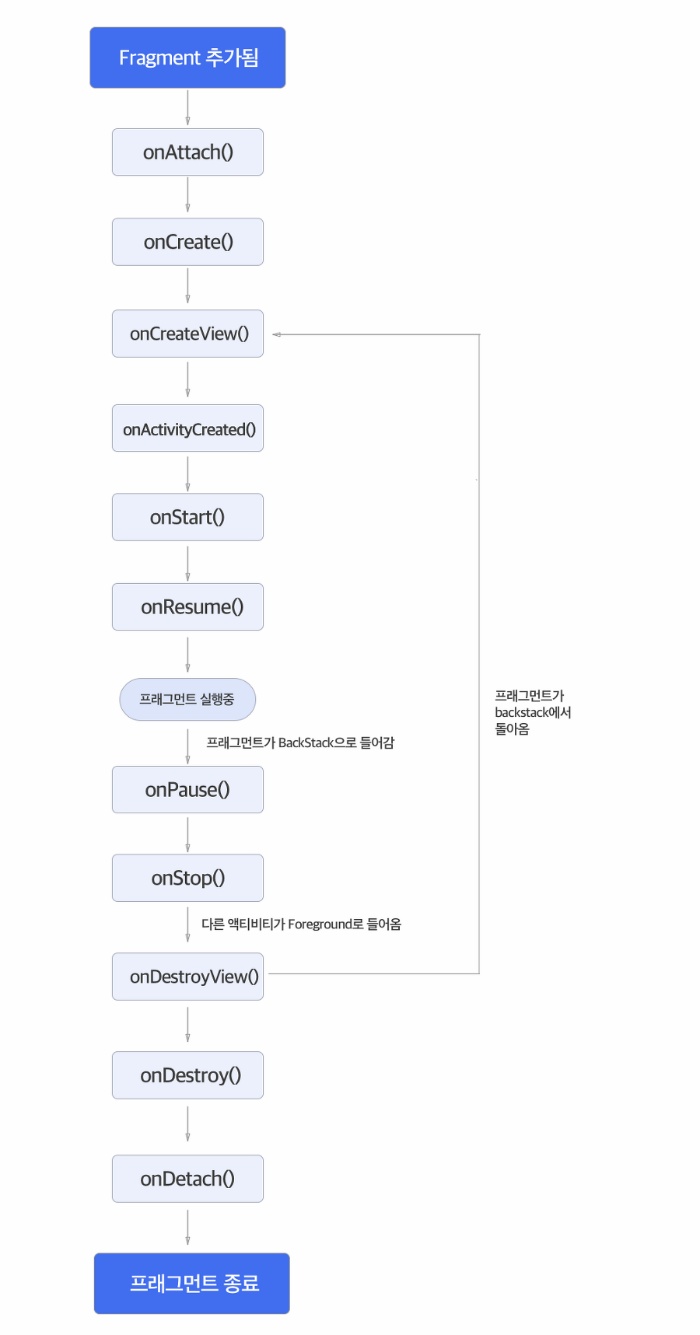 Fragment 추가됨
onAttach()
onCreate()
onCreateView()
onActivityCreated()
onStart()
onResume()
프래그먼트 실행중
프래그먼트가
backstack에서
돌아옴
프래그먼트가 BackStack으로 들어감
onPause()
onStop()
다른 액티비티가 Foreground로 들어옴
onDestroyView()
onDestroy()
onDetach()
프래그먼트 종료